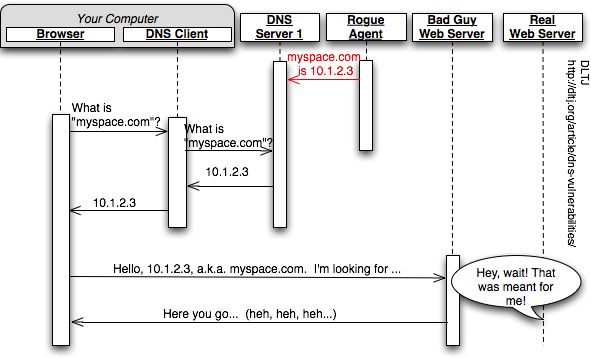 Your Computer
Browser
DNS Client
DNS
Server 1
Rogue
Agent
Bad Guy
Web Server
Real
Web Server
myspace.com
is 10.1.2.3
What is
"myspace.com"?
What is
"myspace.com"?
10.1.2.3
10.1.2.3
Hello, 10.1.2.3, a.k.a. myspace.com.  I'm looking for ...
Hey, wait! That
was meant for
me!
Here you go...  (heh, heh, heh...)
DLTJ
http://dltj.org/article/dns-vulnerabilities/